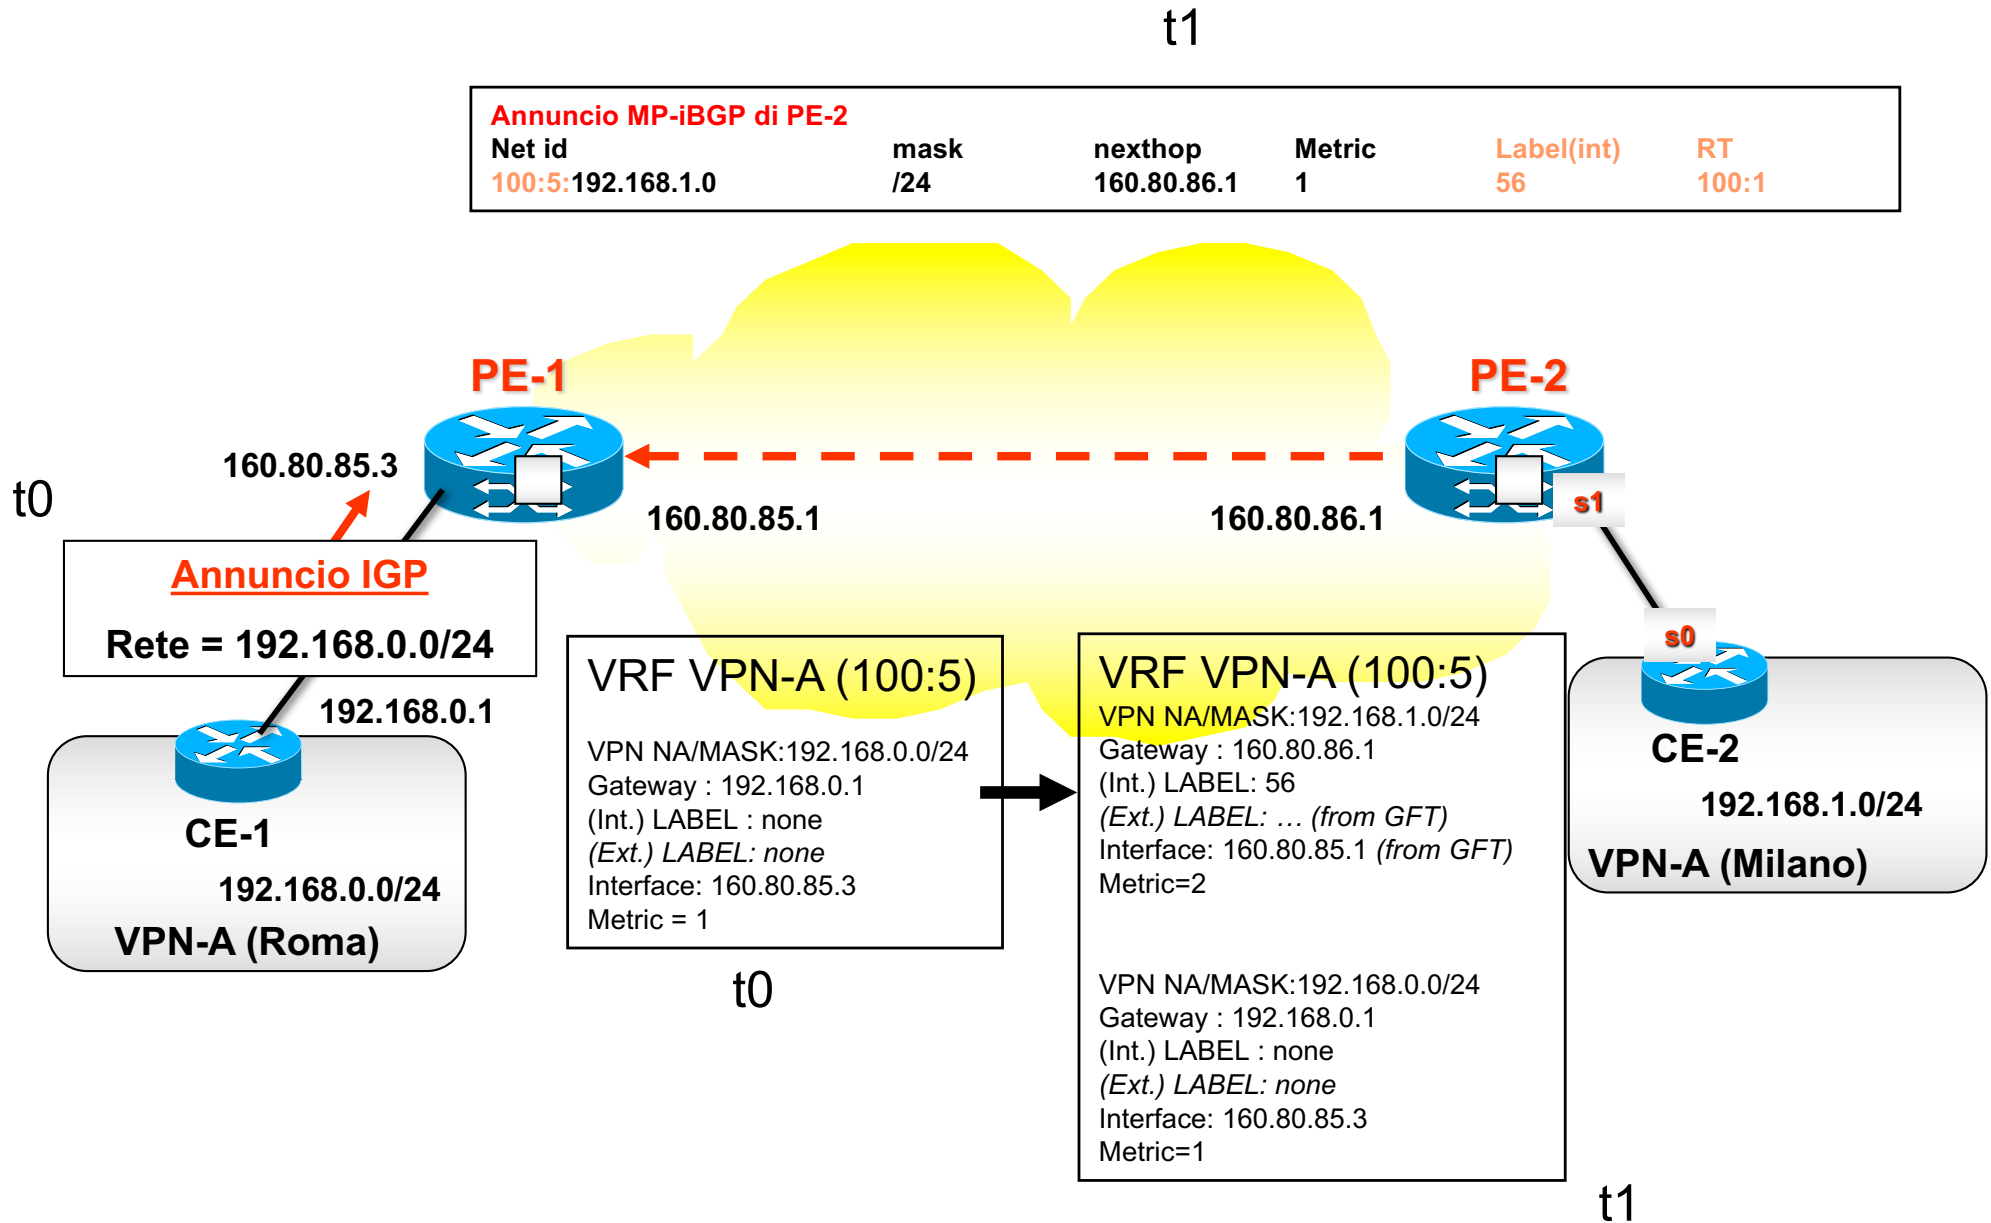 t1
Annuncio MP-iBGP di PE-2
Net id mask nexthop Metric Label(int) RT
100:5:192.168.1.0 /24 160.80.86.1 1 56 100:1
PE-1
PE-2
160.80.85.3
t0
s1
160.80.85.1
160.80.86.1
Annuncio IGP
Rete = 192.168.0.0/24
192.168.0.1
s0
CE-1
192.168.0.0/24
VPN-A (Roma)
VRF VPN-A (100:5)
VPN NA/MASK:192.168.0.0/24
Gateway : 192.168.0.1
(Int.) LABEL : none
(Ext.) LABEL: none
Interface: 160.80.85.3
Metric = 1
t0
VRF VPN-A (100:5)
VPN NA/MASK:192.168.1.0/24
Gateway : 160.80.86.1
(Int.) LABEL: 56
(Ext.) LABEL: … (from GFT)
Interface: 160.80.85.1 (from GFT)
Metric=2
VPN NA/MASK:192.168.0.0/24
Gateway : 192.168.0.1
(Int.) LABEL : none
(Ext.) LABEL: none
Interface: 160.80.85.3
Metric=1
CE-2
192.168.1.0/24
VPN-A (Milano)
t1